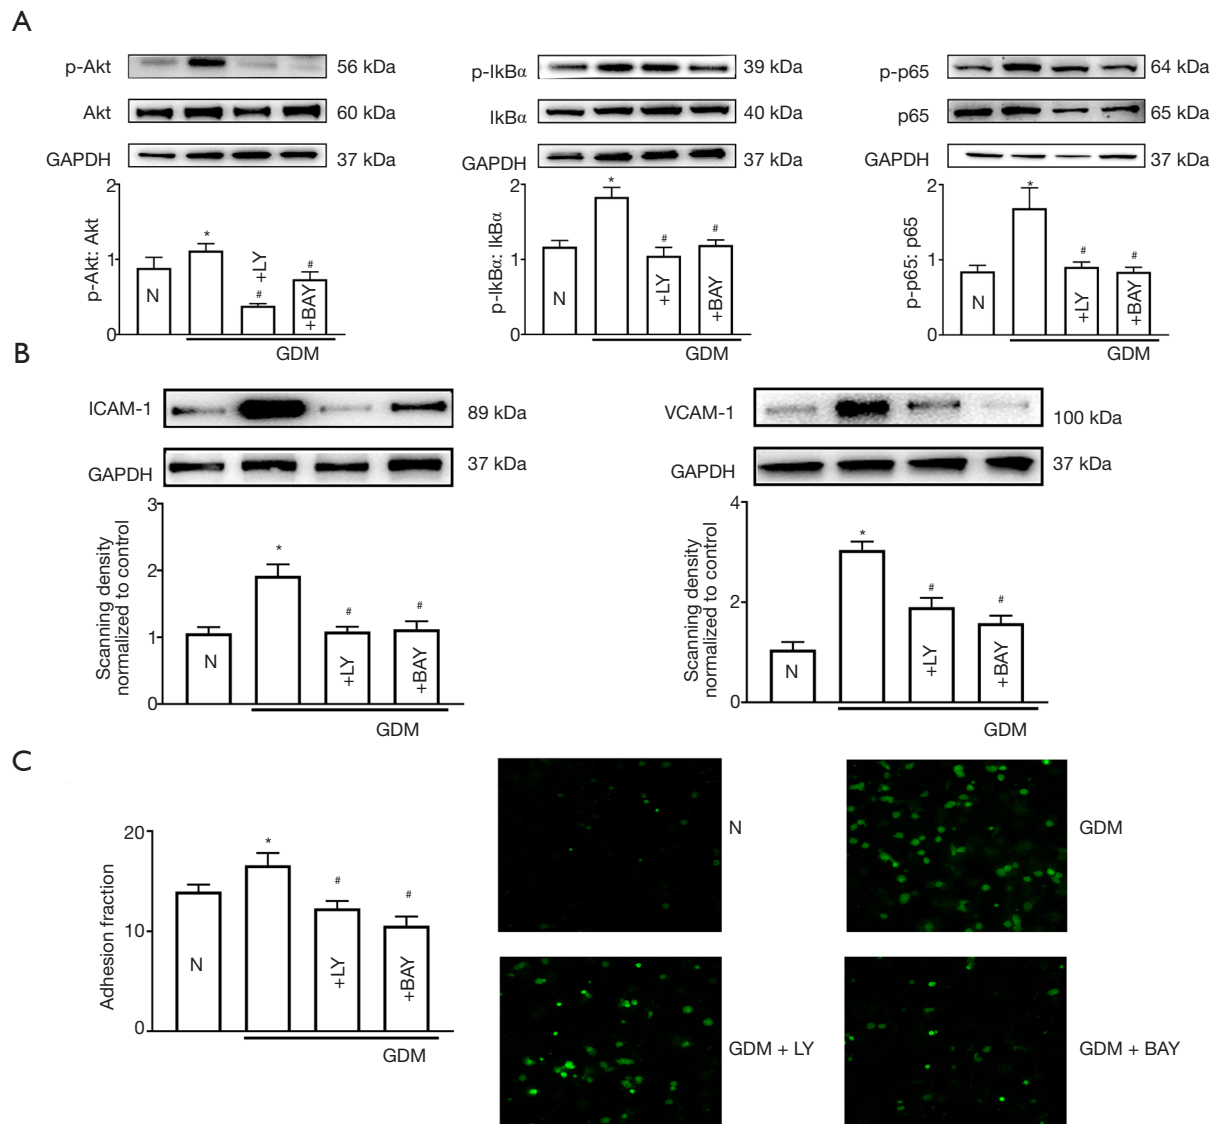 A
p-Akt
56 kDa
Akt
60 kDa
GAPDH
37 kDa
2
1
0
p-Akt: Akt
N
*
+LY
#
+BAY
#
GDM
p-IkBα
39 kDa
IkBα
40 kDa
GAPDH
37 kDa
2
1
0
p-IkBα: IkBα
N
*
+LY
#
+BAY
#
GDM
p-p65
64 kDa
p65
65 kDa
GAPDH
37 kDa
2
1
0
p-p65: p65
N
*
+LY
#
+BAY
#
GDM
B
ICAM-1
89 kDa
GAPDH
37 kDa
3
2
1
0
Scanning density
normalized to control
N
*
+LY
#
+BAY
#
GDM
VCAM-1
100 kDa
GAPDH
37 kDa
4
2
0
Scanning density
normalized to control
N
*
+LY
#
+BAY
#
GDM
C
20
10
0
Adhesion fraction
N
*
+LY
#
+BAY
#
GDM
N
GDM
GDM + LY
GDM + BAY